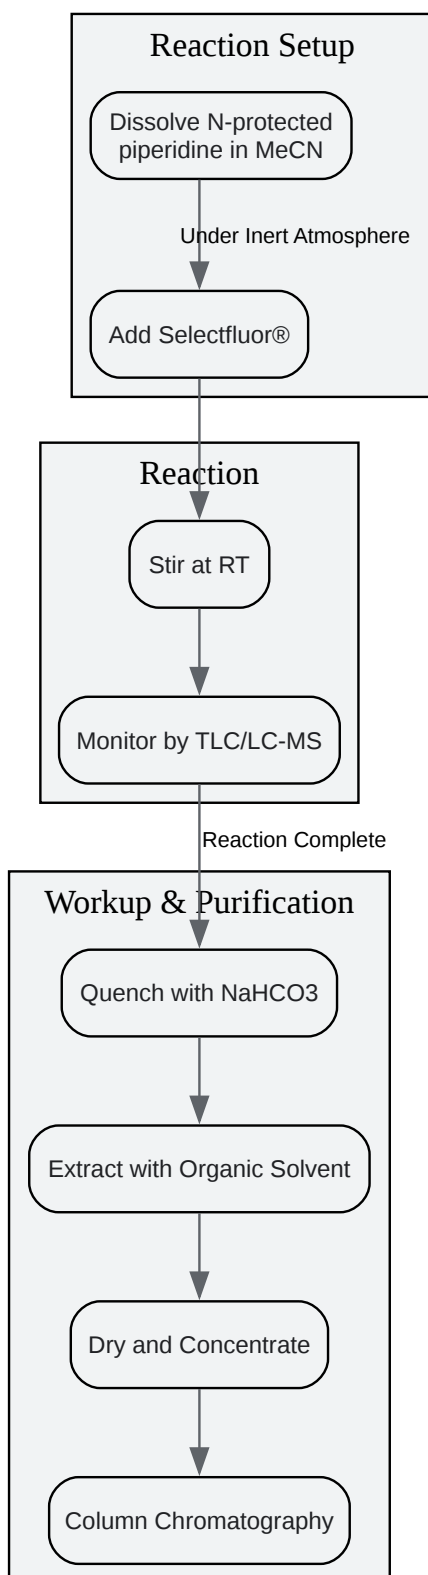 Reaction Setup
Dissolve N-protected
piperidine in MeCN
Under Inert Atmosphere
Add Selectfluor®
Reaction
Stir at RT
Monitor by TLC/LC-MS
Reaction Complete
Workup & Purification
Quench with NaHCO3
Extract with Organic Solvent
Dry and Concentrate
Column Chromatography